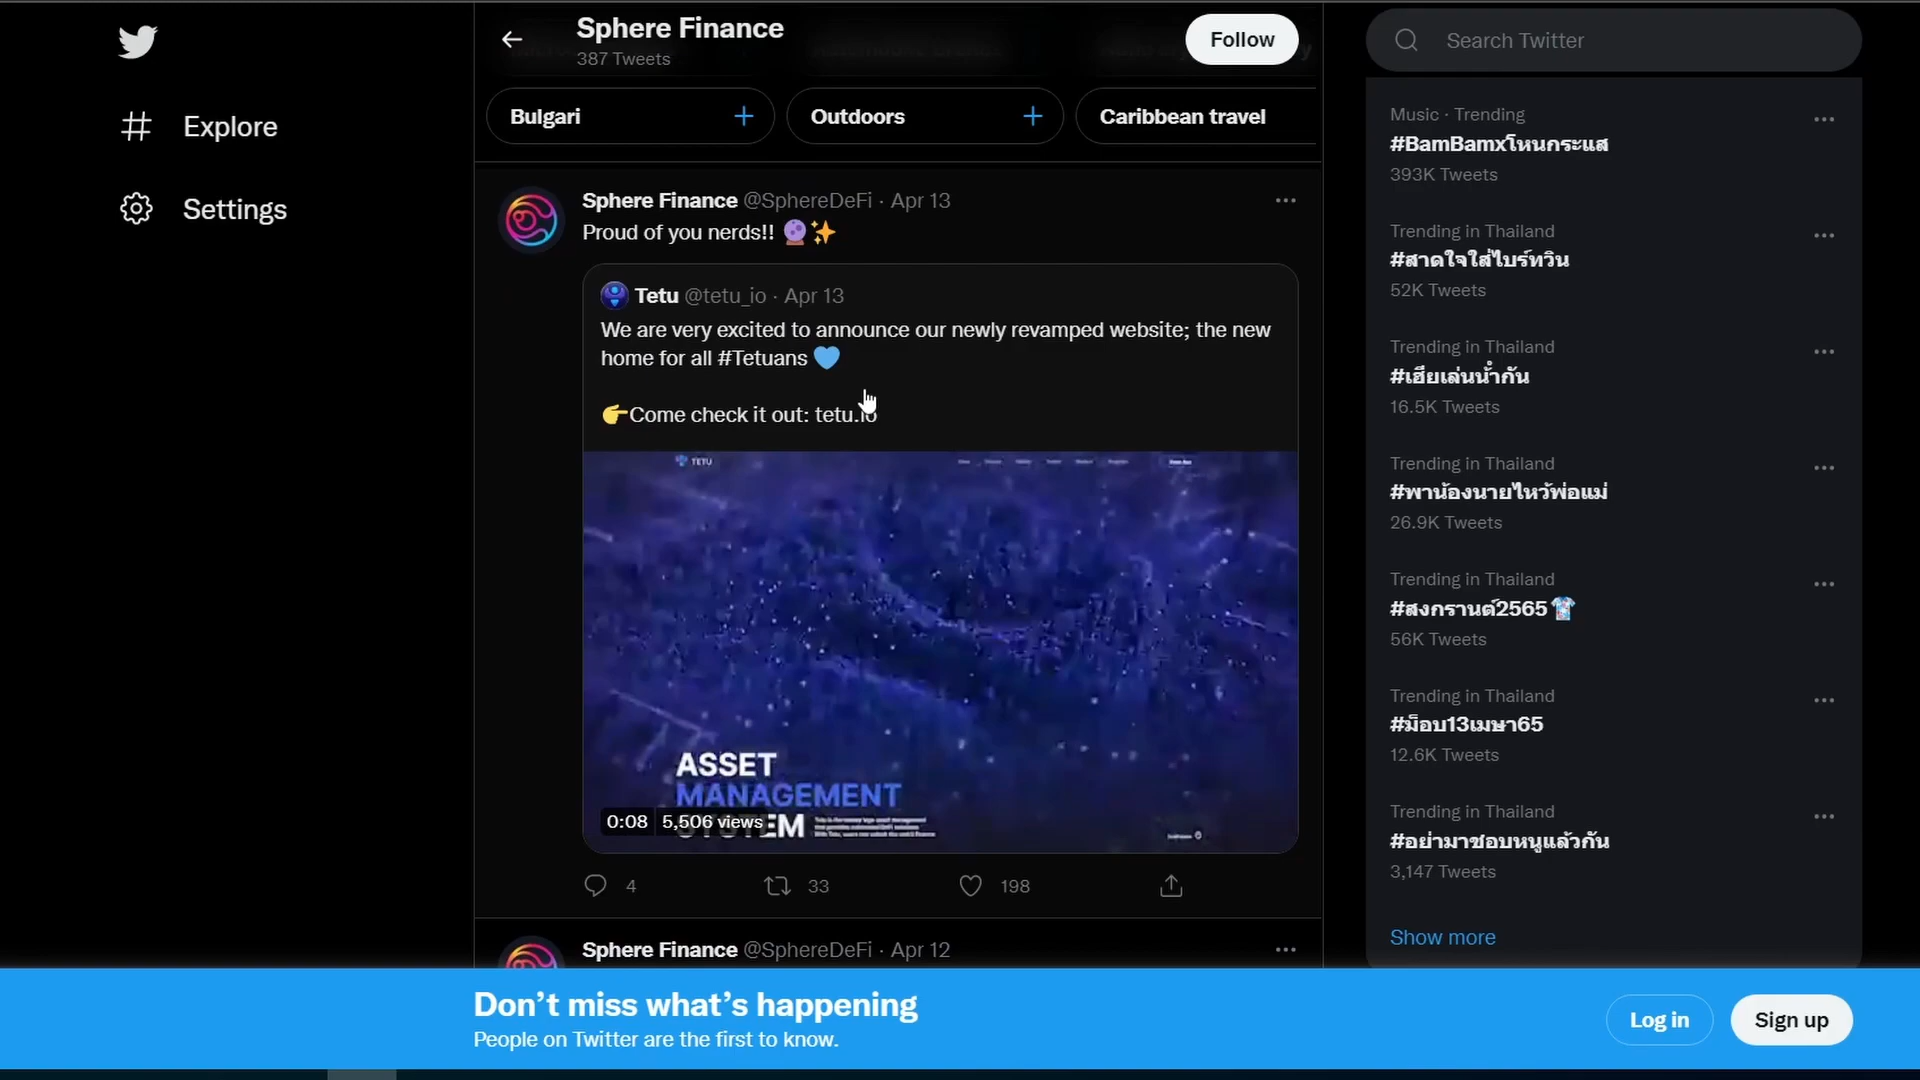 Explore
Settings
Sphere Finance
387 Tweets
Follow
Bulgari
Outdoors
Caribbean travel
Sphere Finance @SphereDeFi · Apr 13
Proud of you nerds!! 🔮✨
Tetu @tetu_io · Apr 13
We are very excited to announce our newly revamped website; the new
home for all #Tetuans 💙
👉Come check it out: tetu.io
TETU
ASSET
MANAGEMENT
SYSTEM
0:08 5,506 views
4 33 198
Sphere Finance @SphereDeFi · Apr 12
Search Twitter
Music · Trending
#BamBamxโหนกระแส
393K Tweets
Trending in Thailand
#สาดใจใส่ไบร์ทวิน
52K Tweets
Trending in Thailand
#เฮียเล่นน้ำกัน
16.5K Tweets
Trending in Thailand
#พาน้องนายไหว้พ่อแม่
26.9K Tweets
Trending in Thailand
#สงกรานต์2565👕
56K Tweets
Trending in Thailand
#ม็อบ13เมษา65
12.6K Tweets
Trending in Thailand
#อย่ามาชอบหนูแล้วกัน
3,147 Tweets
Show more
Don’t miss what’s happening
People on Twitter are the first to know.
Log in
Sign up